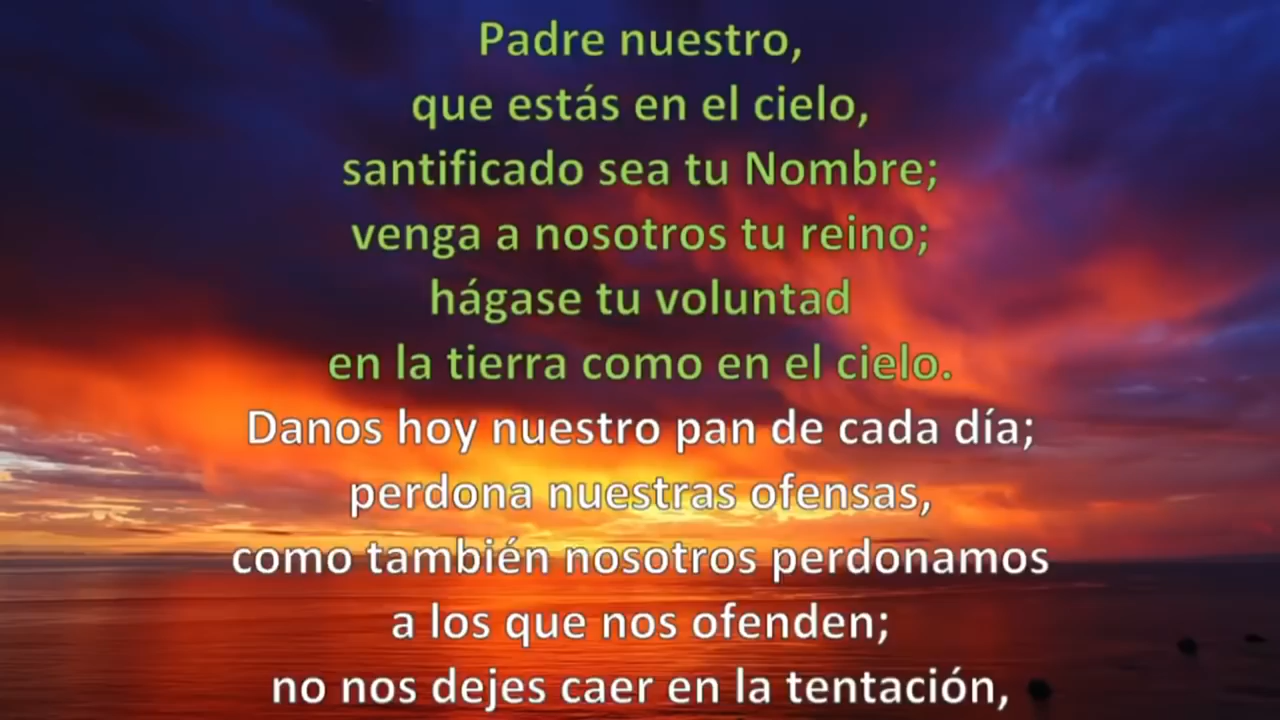 Padre nuestro,
que estás en el cielo,
santificado sea tu Nombre;
venga a nosotros tu reino;
hágase tu voluntad
en la tierra como en el cielo.
Danos hoy nuestro pan de cada día;
perdona nuestras ofensas,
como también nosotros perdonamos
a los que nos ofenden;
no nos dejes caer en la tentación,